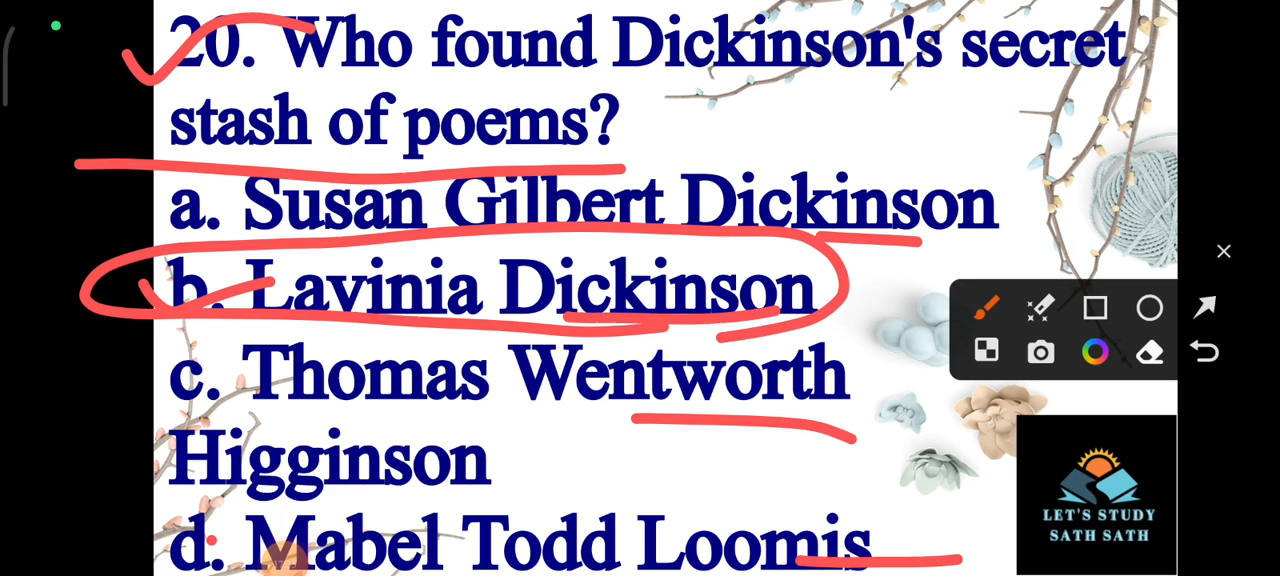 20. Who found Dickinson's secret
stash of poems?
a. Susan Gilbert Dickinson
b. Lavinia Dickinson
c. Thomas Wentworth
Higginson
d. Mabel Todd Loomis
LET'S STUDY
SATH SATH